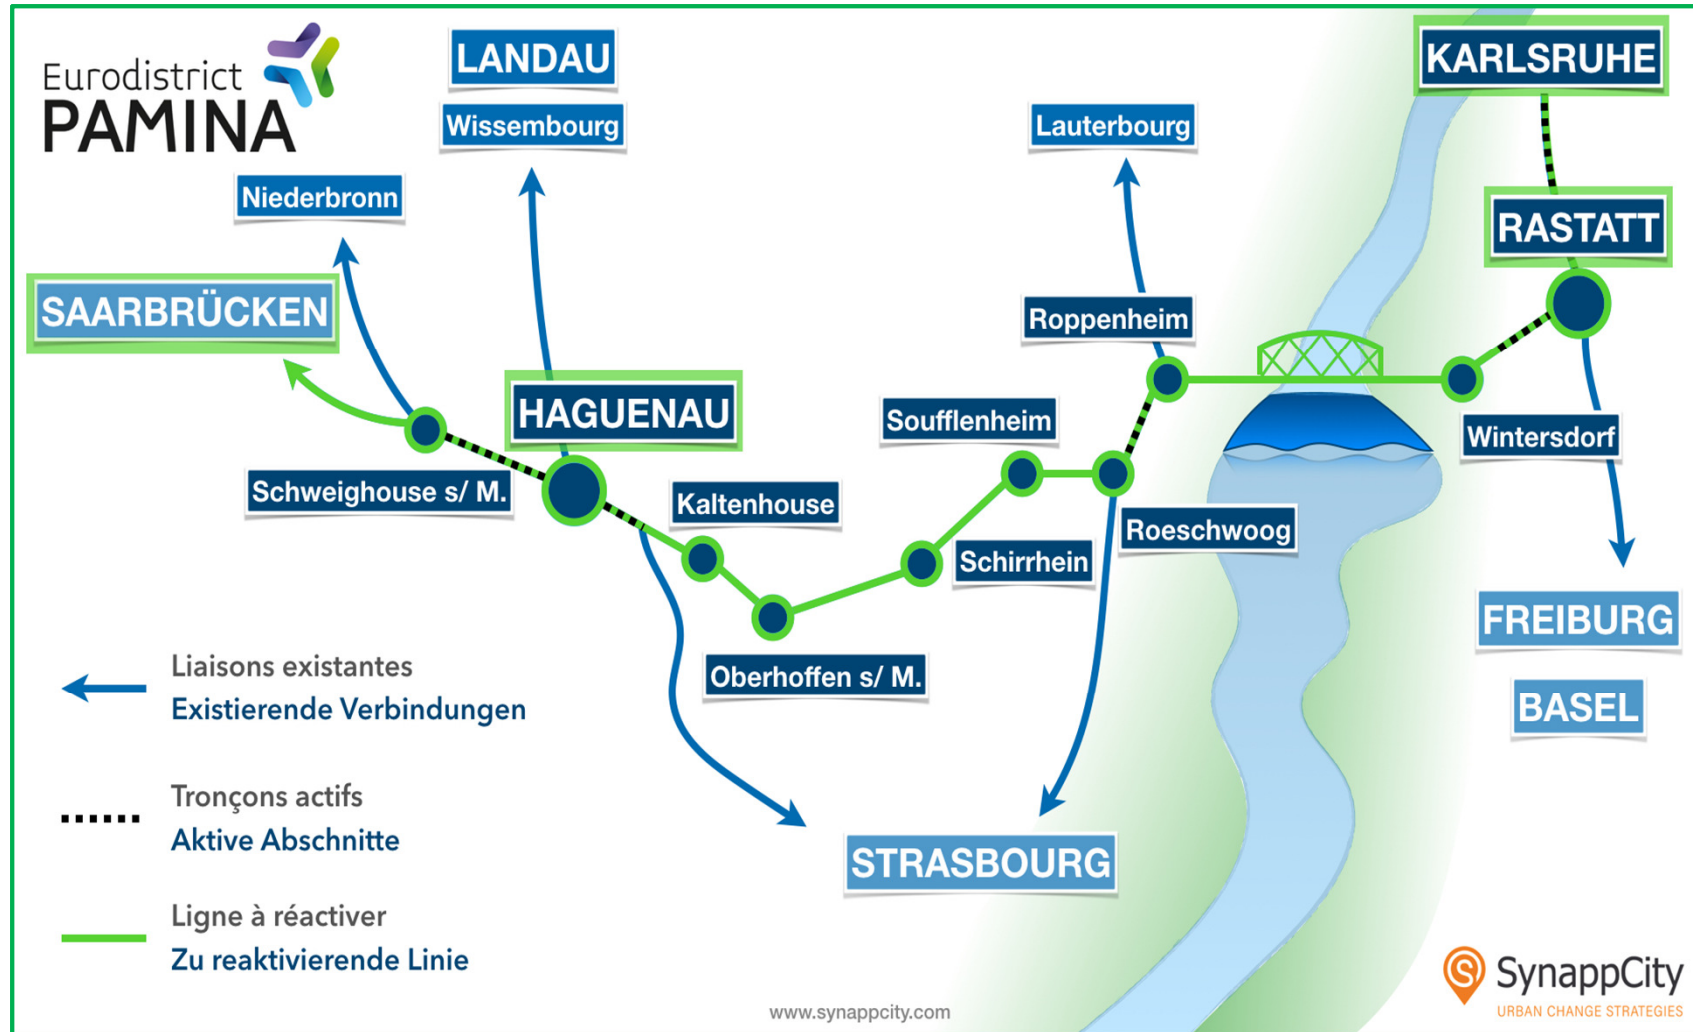 Eurodistrict
PAMINA
LANDAU
Wissembourg
Niederbronn
SAARBRÜCKEN
Lauterbourg
KARLSRUHE
RASTATT
Roppenheim
HAGUENAU
Soufflenheim
Wintersdorf
Schweighouse s/ M.
Kaltenhouse
Roeschwoog
Schirrhein
Oberhoffen s/ M.
FREIBURG
BASEL
STRASBOURG
Liaisons existantes
Existierende Verbindungen
Tronçons actifs
Aktive Abschnitte
Ligne à réactiver
Zu reaktivierende Linie
www.synappcity.com
SynappCity
URBAN CHANGE STRATEGIES